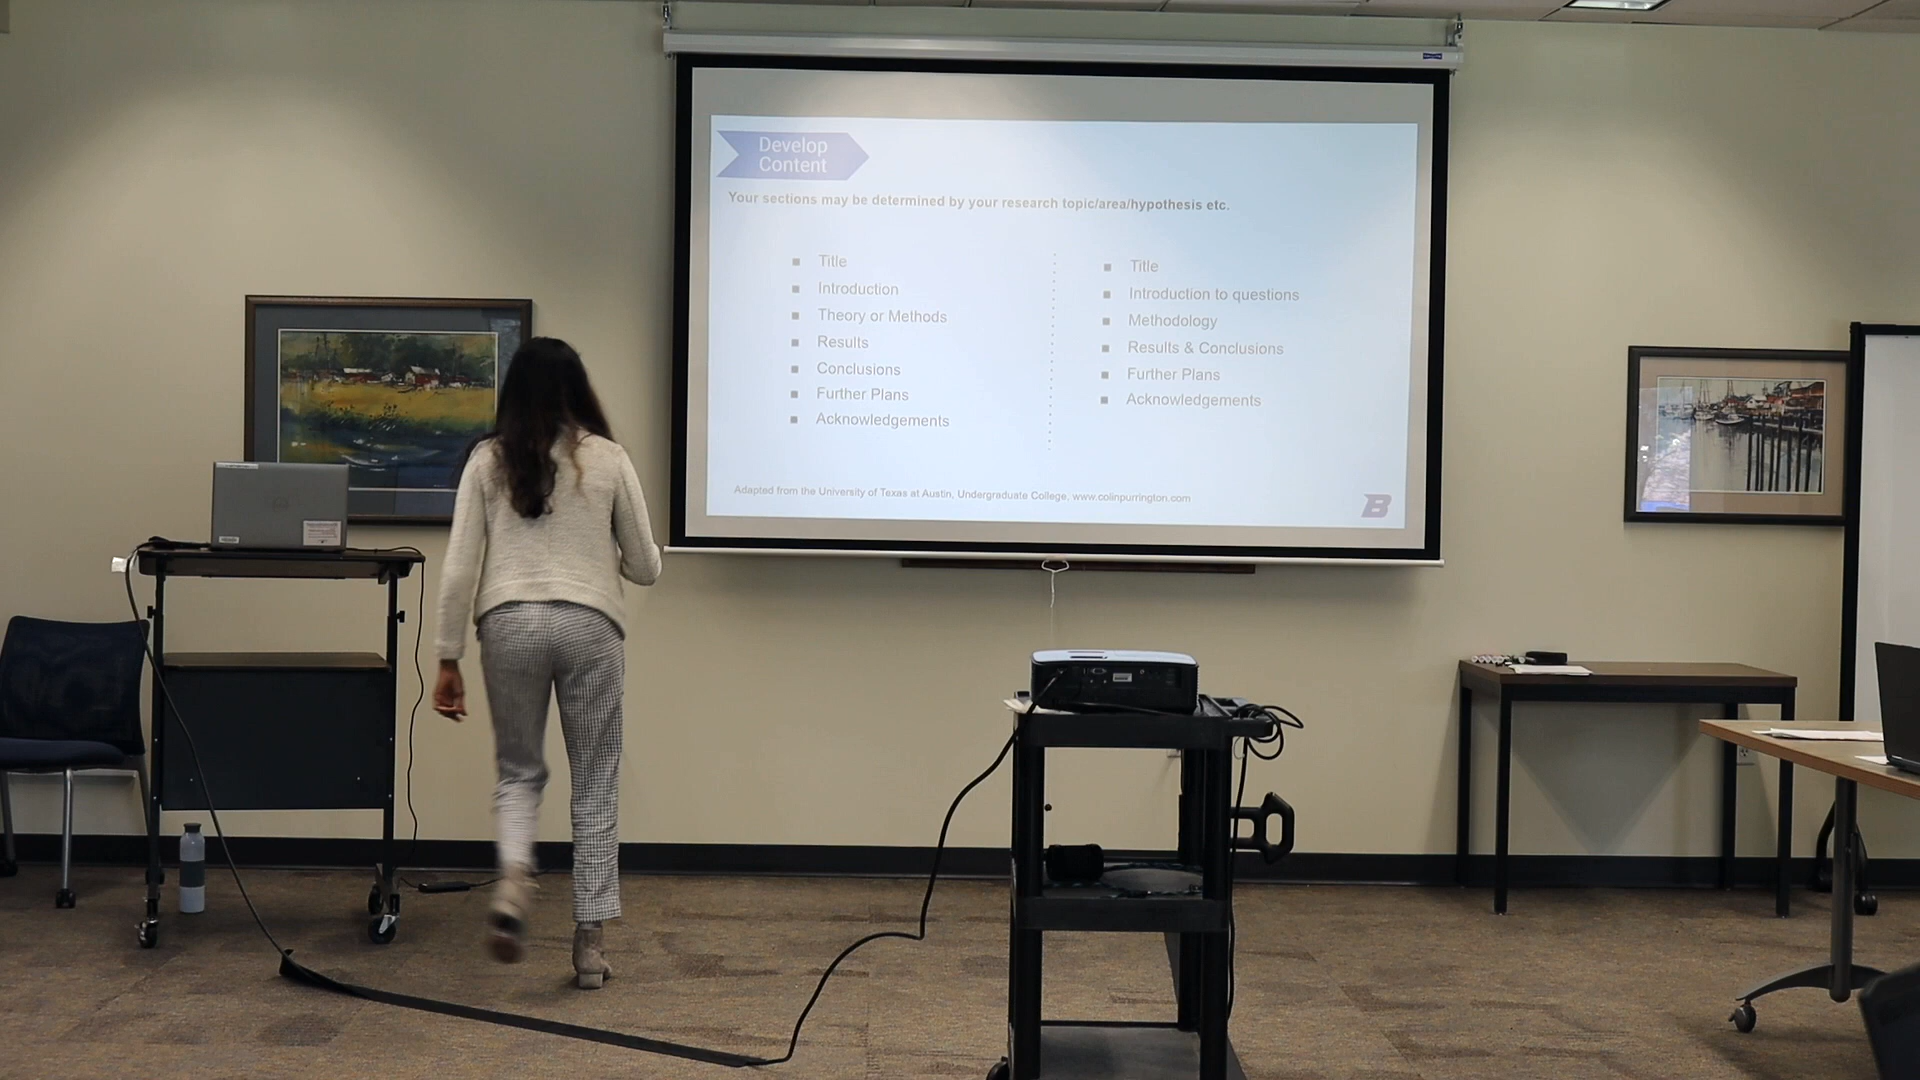 Develop
Content
Your sections may be determined by your research topic/area/hypothesis etc.
■ Title
■ Introduction
■ Theory or Methods
■ Results
■ Conclusions
■ Further Plans
■ Acknowledgements
■ Title
■ Introduction to questions
■ Methodology
■ Results & Conclusions
■ Further Plans
■ Acknowledgements
Adapted from the University of Texas at Austin, Undergraduate College, www.colinpurrington.com
B